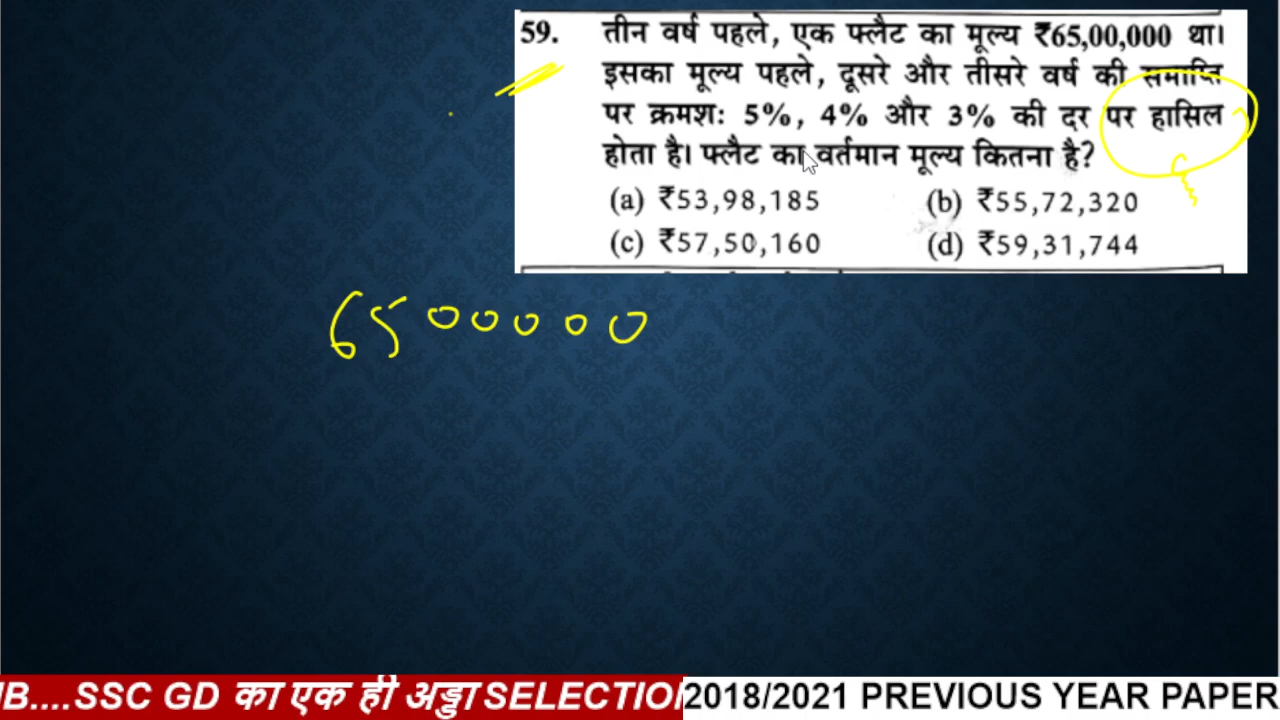 59. तीन वर्ष पहले, एक फ्लैट का मूल्य ₹65,00,000 था।
इसका मूल्य पहले, दूसरे और तीसरे वर्ष की समाप्ति
पर क्रमशः 5%, 4% और 3% की दर पर हासिल
होता है। फ्लैट का वर्तमान मूल्य कितना है?
(a) ₹53,98,185 (b) ₹55,72,320
(c) ₹57,50,160 (d) ₹59,31,744
6500000
IB....SSC GD का एक ही अड्डा SELECTION 2018/2021 PREVIOUS YEAR PAPER